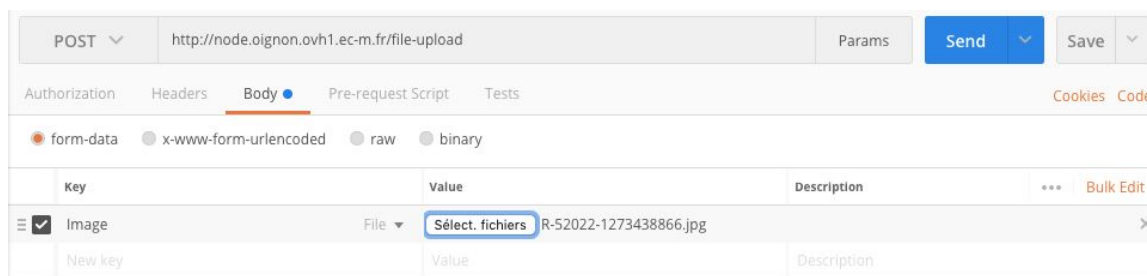 POST http://node.oignon.ovh1.ec-m.fr/file-upload Params Send Save
Authorization Headers Body Pre-request Script Tests Cookies Code
form-data x-www-form-urlencoded raw binary
Key Value Description ••• Bulk Edit
Image File Sélect. fichiers R-52022-1273438866.jpg
New key Value Description